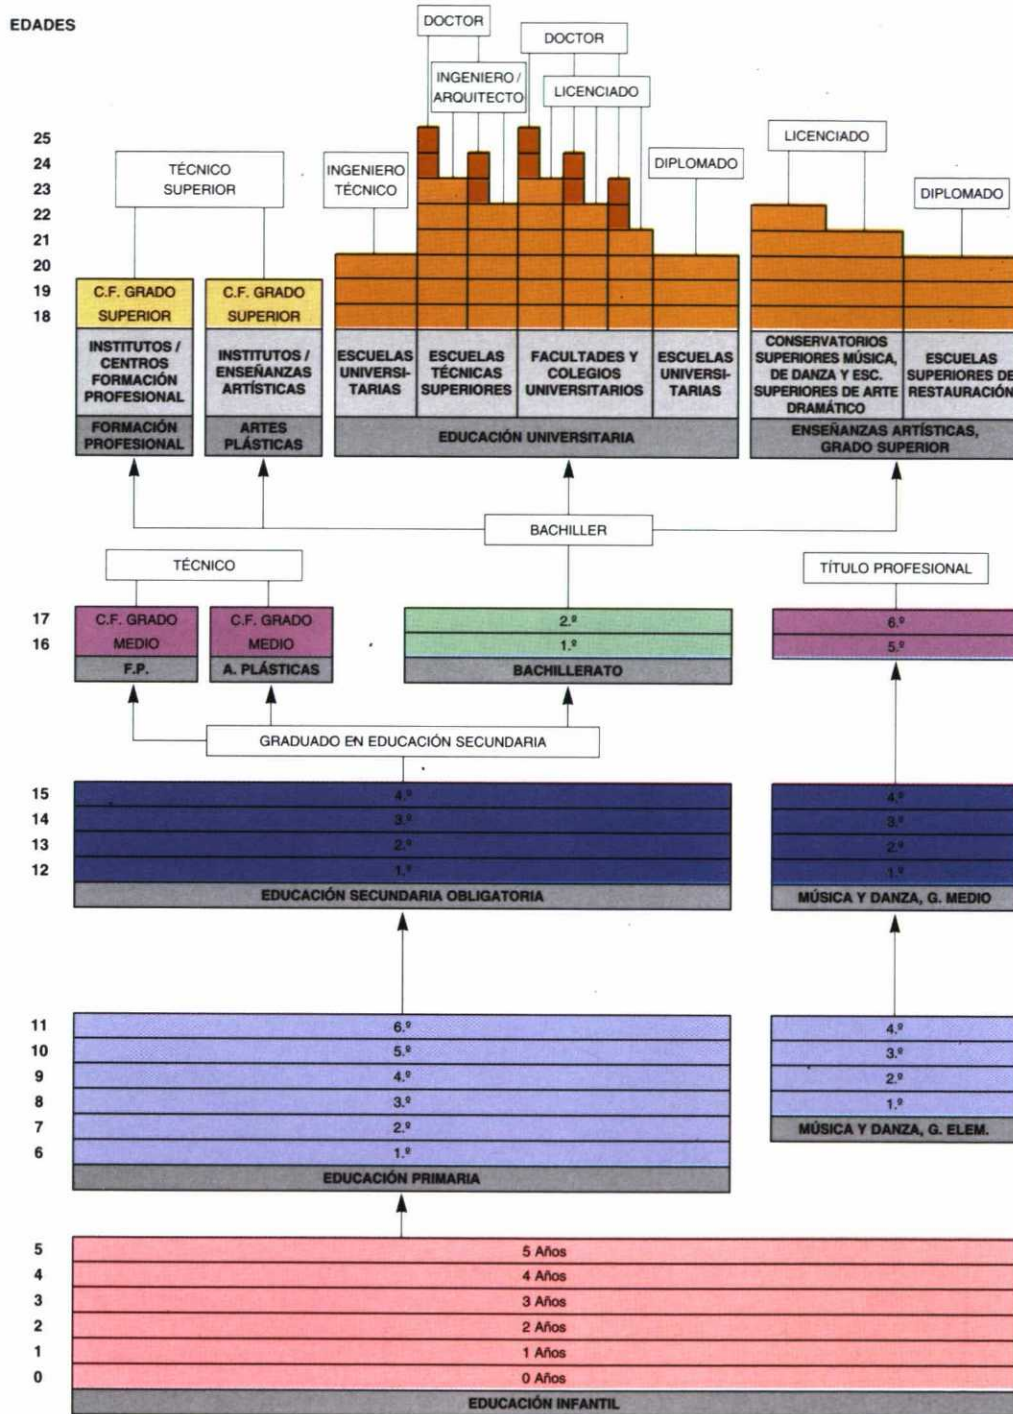 EDADES
DOCTOR
DOCTOR
INGENIERO /
ARQUITECTO
LICENCIADO
25
24
23
22
21
20
19
18
TÉCNICO
SUPERIOR
INGENIERO
TÉCNICO
DIPLOMADO
LICENCIADO
DIPLOMADO
C.F. GRADO
SUPERIOR
C.F. GRADO
SUPERIOR
INSTITUTOS /
CENTROS
FORMACIÓN
PROFESIONAL
INSTITUTOS /
ENSEÑANZAS
ARTÍSTICAS
ESCUELAS
UNIVERSI-
TARIAS
ESCUELAS
TÉCNICAS
SUPERIORES
FACULTADES Y
COLEGIOS
UNIVERSITARIOS
ESCUELAS
UNIVERSI-
TARIAS
CONSERVATORIOS
SUPERIORES MÚSICA,
DE DANZA Y ESC.
SUPERIORES DE ARTE
DRAMÁTICO
ESCUELAS
SUPERIORES DE
RESTAURACIÓN
FORMACIÓN
PROFESIONAL
ARTES
PLÁSTICAS
EDUCACIÓN UNIVERSITARIA
ENSEÑANZAS ARTÍSTICAS,
GRADO SUPERIOR
BACHILLER
TÉCNICO
TÍTULO PROFESIONAL
17
16
C.F. GRADO
MEDIO
F.P.
C.F. GRADO
MEDIO
A. PLÁSTICAS
2.º
1.º
BACHILLERATO
6.º
5.º
GRADUADO EN EDUCACIÓN SECUNDARIA
15
14
13
12
4.º
3.º
2.º
1.º
EDUCACIÓN SECUNDARIA OBLIGATORIA
4.º
3.º
2.º
1.º
MÚSICA Y DANZA, G. MEDIO
11
10
9
8
7
6
6.º
5.º
4.º
3.º
2.º
1.º
EDUCACIÓN PRIMARIA
4.º
3.º
2.º
1.º
MÚSICA Y DANZA, G. ELEM.
5
4
3
2
1
0
5 Años
4 Años
3 Años
2 Años
1 Años
0 Años
EDUCACIÓN INFANTIL